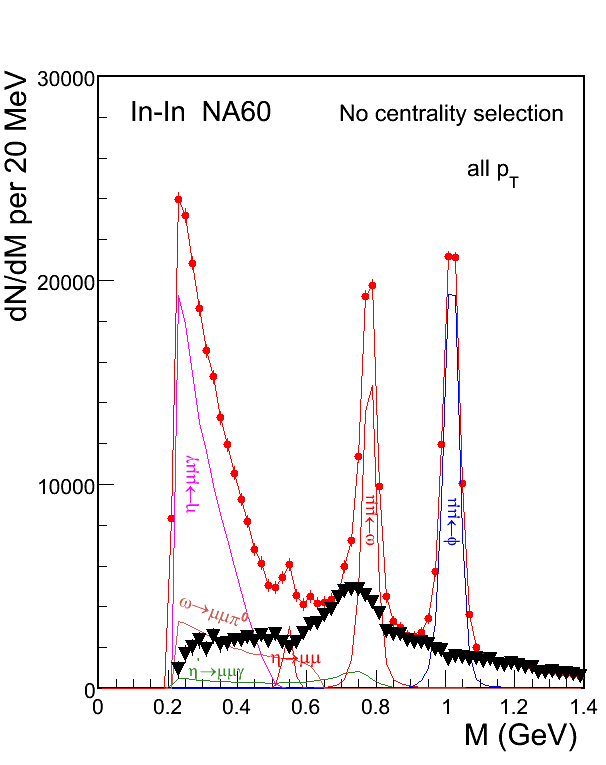 30000
In-In NA60
No centrality selection
all pT
dN/dM per 20 MeV
20000
η→μμγ
10000
ω→μμ
φ→μμ
ω→μμπ⁰
η→μμ
η'→μμγ
0
0 0.2 0.4 0.6 0.8 1 1.2 1.4
M (GeV)